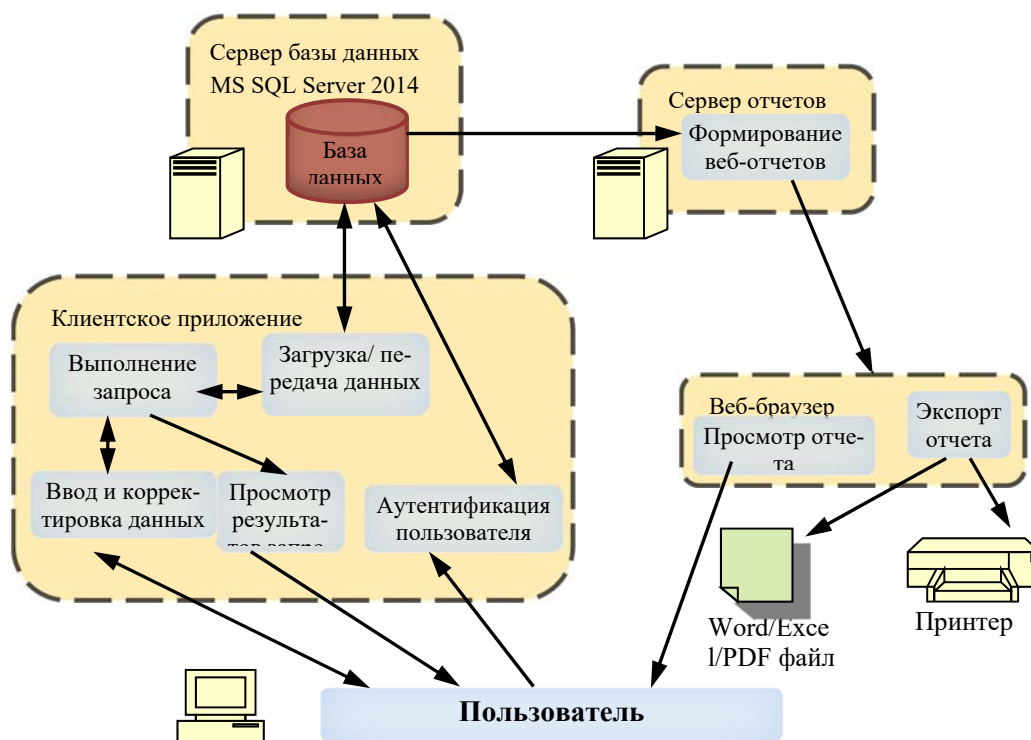 Сервер базы данных
MS SQL Server 2014
База
данных
Сервер отчетов
Формирование
веб-отчетов
Клиентское приложение
Выполнение
запроса
Загрузка/ пе-
редача данных
Ввод и коррек-
тировка данных
Просмотр
результа-
тов запро-
Аутентификация
пользователя
Веб-браузер
Просмотр отче-
та
Экспорт
отчета
Word/Exce
l/PDF файл
Принтер
Пользователь